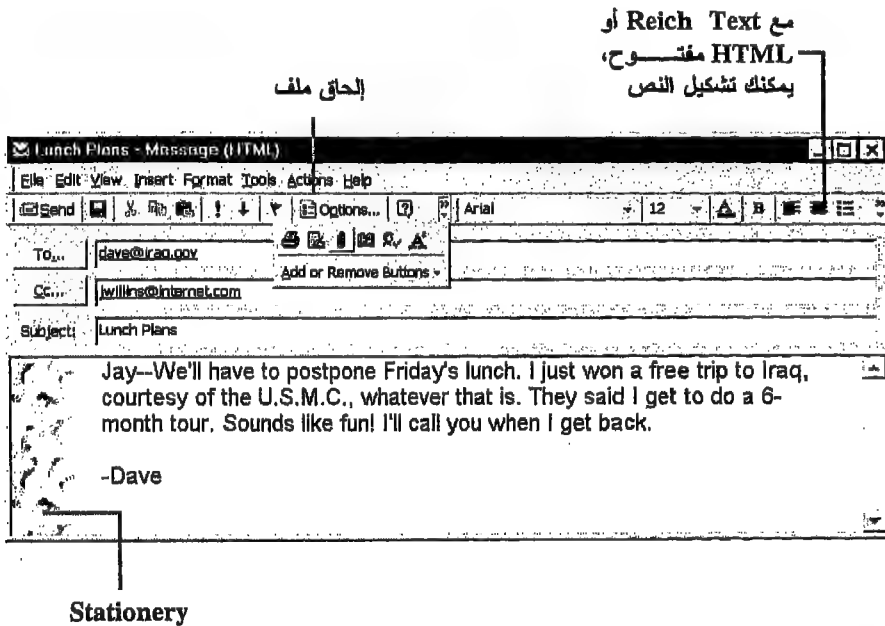 مع Reich Text أو
HTML مفتـــوح،
يمكنك تشكيل النص
إلحاق ملف
Lunch Plans - Message (HTML)
File Edit View Insert Format Tools Actions Help
Send Options... Arial 12 A B
Add or Remove Buttons
To... dave@iraq.gov
Cc... jwillins@internet.com
Subject: Lunch Plans
Jay--We'll have to postpone Friday's lunch. I just won a free trip to Iraq,
courtesy of the U.S.M.C., whatever that is. They said I get to do a 6-
month tour. Sounds like fun! I'll call you when I get back.
-Dave
Stationery